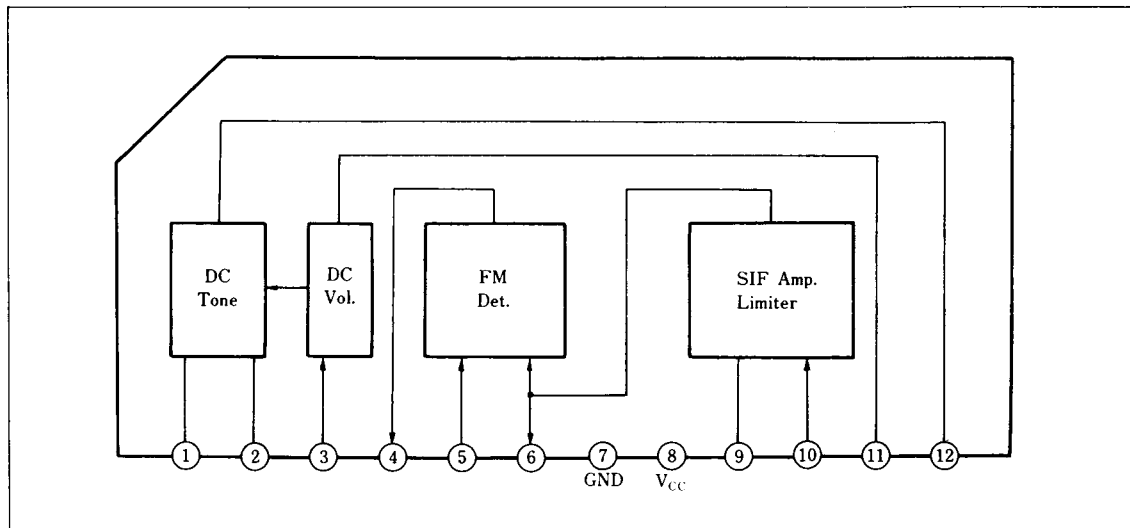 DC
Tone
DC
Vol.
FM
Det.
SIF Amp.
Limiter
1 2 3 4 5 6 7 8 9 10 11 12
GND VCC